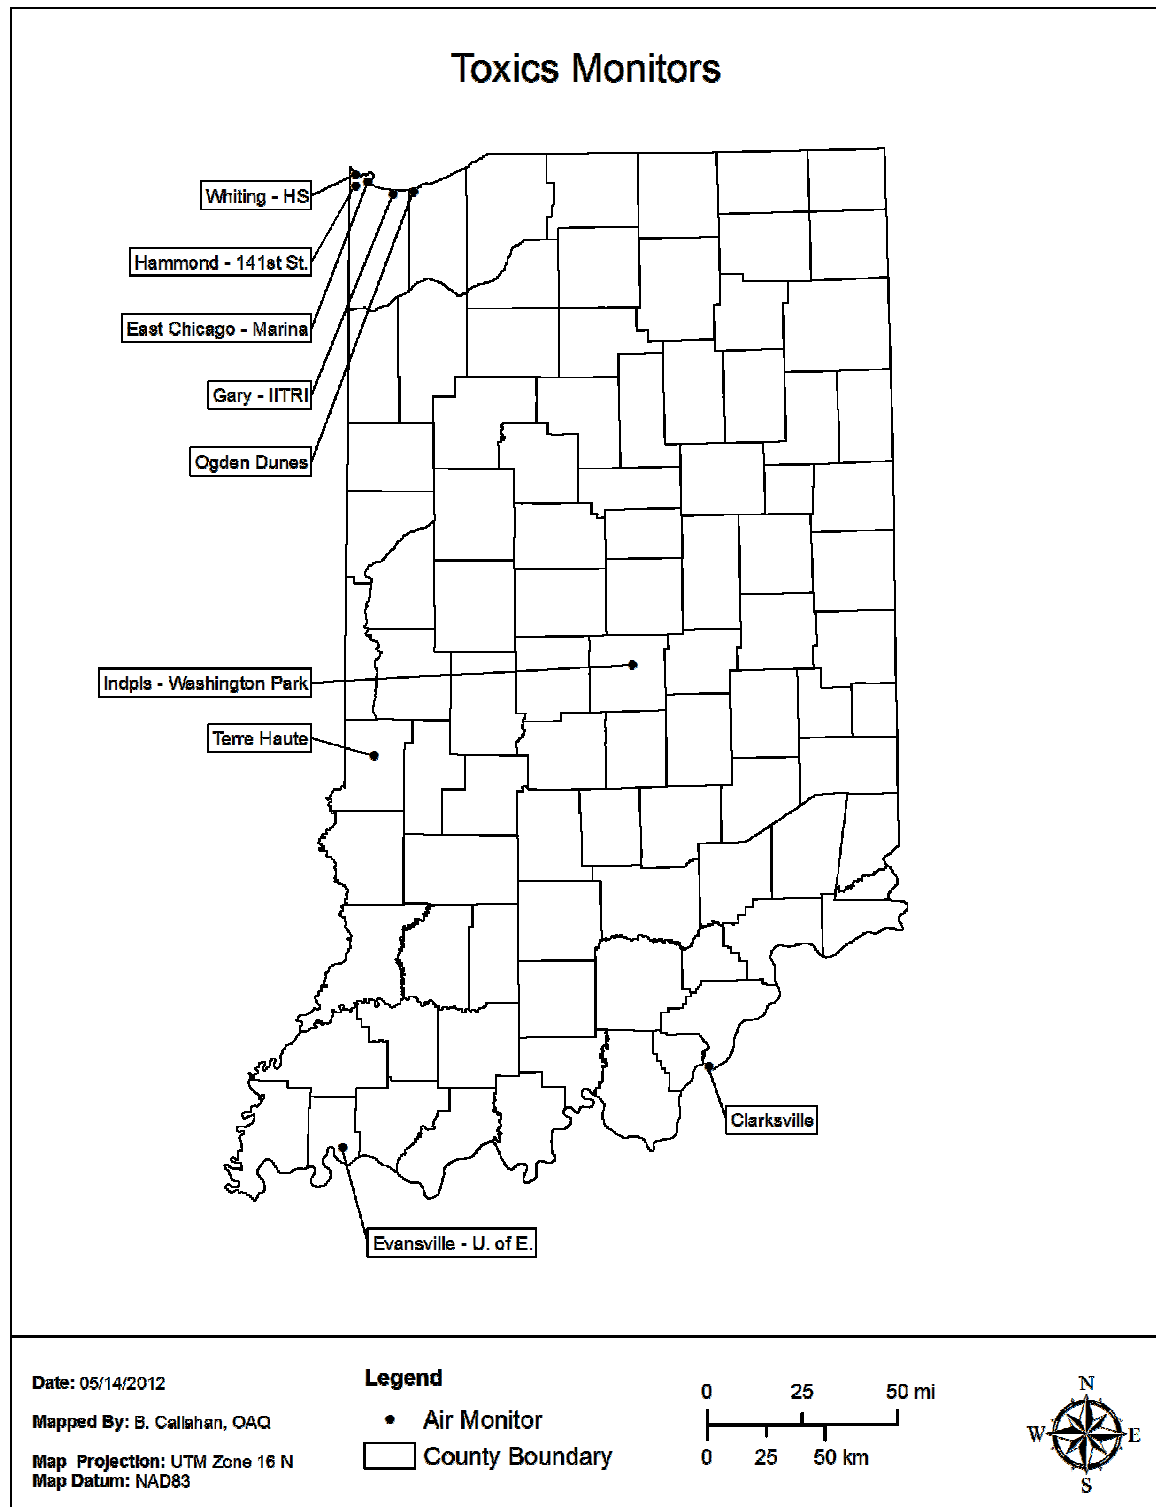 Toxics Monitors
Whiting - HS
Hammond - 141st St.
East Chicago - Marina
Gary - IITRI
Ogden Dunes
Indpls - Washington Park
Terre Haute
Clarksville
Evansville - U. of E.
Date: 05/14/2012
Mapped By: B. Callahan, OAQ
Map Projection: UTM Zone 16 N
Map Datum: NAD83
Legend
Air Monitor
County Boundary
0 25 50 mi
0 25 50 km
N
W E
S